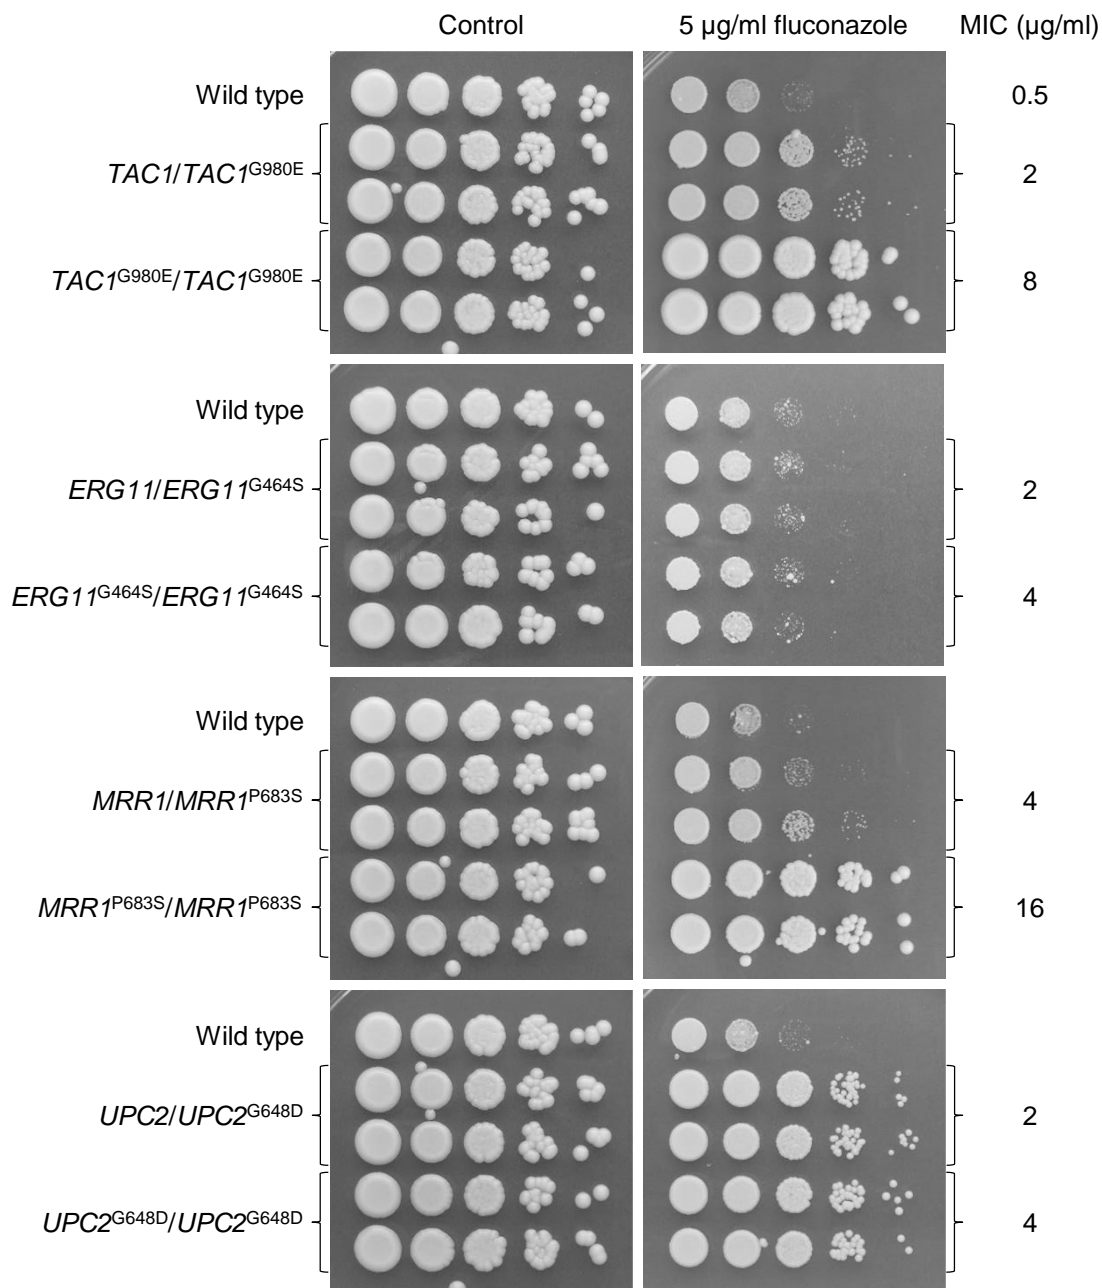 Control 5 µg/ml fluconazole MIC (µg/ml)
Wild type 0.5
TAC1/TAC1G980E 2
TAC1G980E/TAC1G980E 8
Wild type
ERG11/ERG11G464S 2
ERG11G464S/ERG11G464S 4
Wild type
MRR1/MRR1P683S 4
MRR1P683S/MRR1P683S 16
Wild type
UPC2/UPC2G648D 2
UPC2G648D/UPC2G648D 4